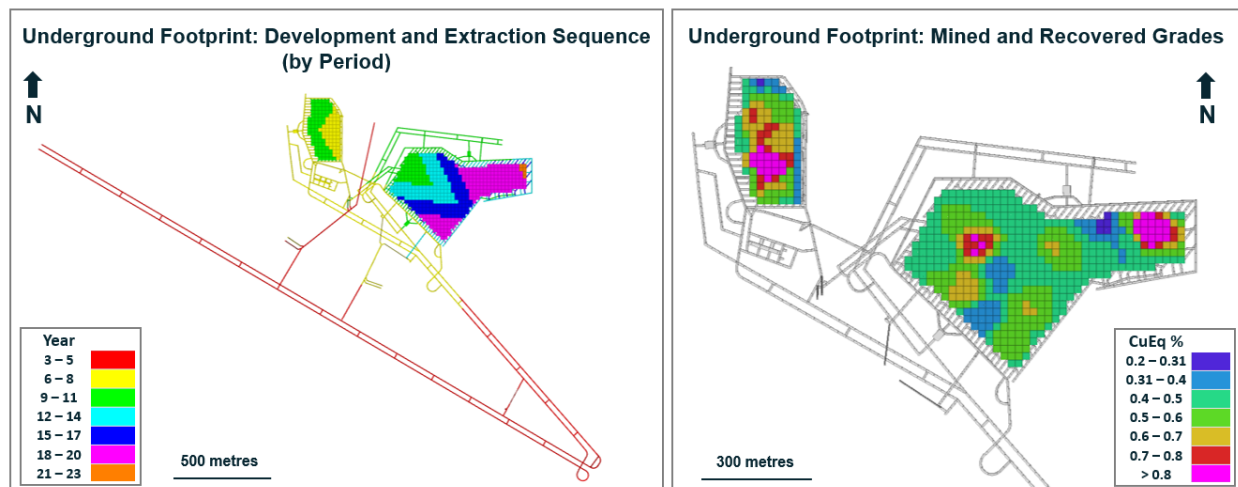 Underground Footprint: Development and Extraction Sequence
(by Period)
N
Year
3 – 5
6 – 8
9 – 11
12 – 14
15 – 17
18 – 20
21 – 23
500 metres
Underground Footprint: Mined and Recovered Grades
N
CuEq %
0.2 – 0.31
0.31 – 0.4
0.4 – 0.5
0.5 – 0.6
0.6 – 0.7
0.7 – 0.8
> 0.8
300 metres